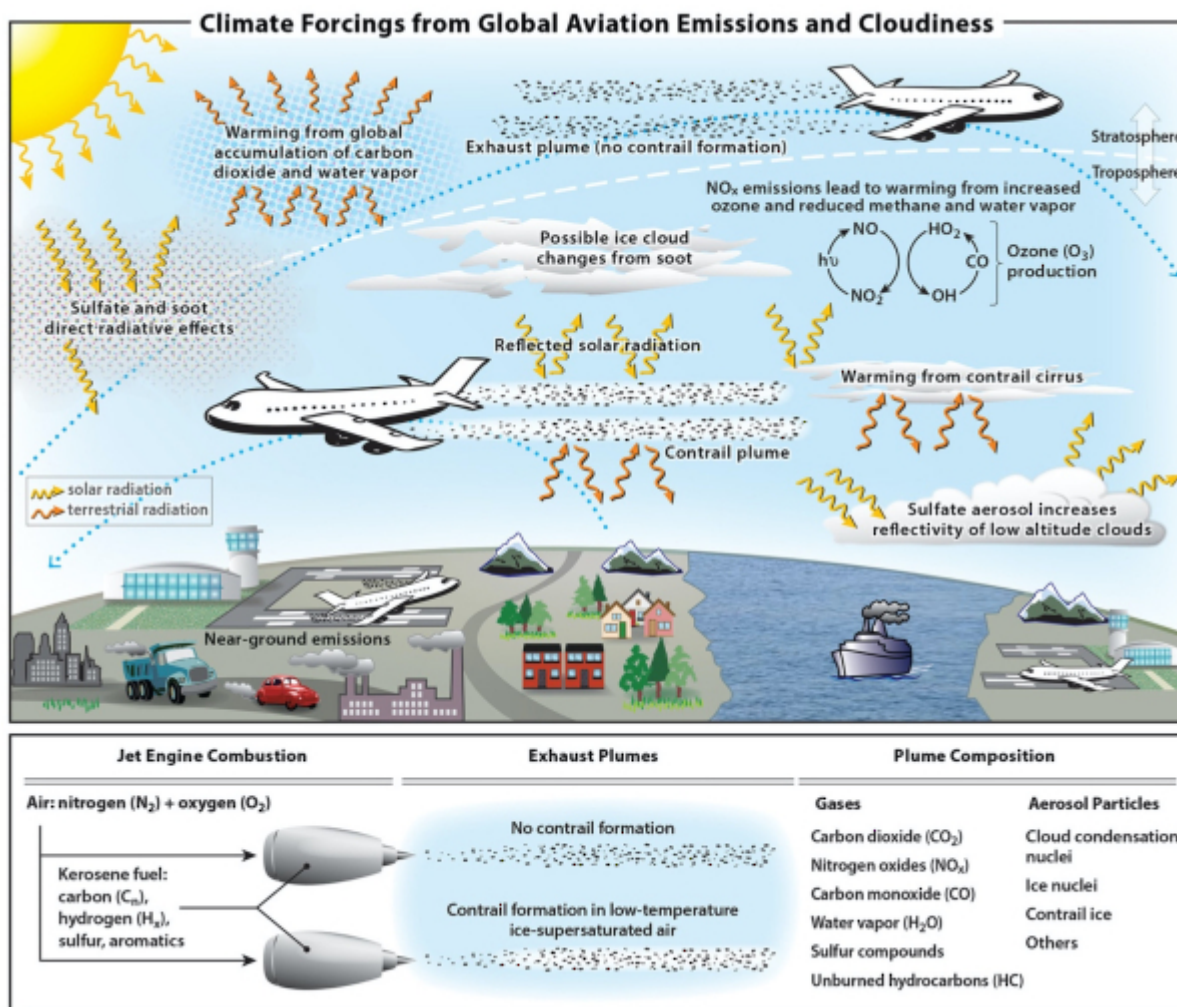 Climate Forcings from Global Aviation Emissions and Cloudiness
Warming from global
accumulation of carbon
dioxide and water vapor
Exhaust plume (no contrail formation)
Stratosphere
Troposphere
NOₓ emissions lead to warming from increased
ozone and reduced methane and water vapor
Possible ice cloud
changes from soot
NO
HO₂
hυ
CO
NO₂
OH
Ozone (O₃)
production
Sulfate and soot
direct radiative effects
Reflected solar radiation
Warming from contrail cirrus
Contrail plume
solar radiation
terrestrial radiation
Sulfate aerosol increases
reflectivity of low altitude clouds
Near-ground emissions
Jet Engine Combustion
Air: nitrogen (N₂) + oxygen (O₂)
Kerosene fuel:
carbon (Cₙ),
hydrogen (Hₓ),
sulfur, aromatics
Exhaust Plumes
No contrail formation
Contrail formation in low-temperature
ice-supersaturated air
Plume Composition
Gases
Carbon dioxide (CO₂)
Nitrogen oxides (NOₓ)
Carbon monoxide (CO)
Water vapor (H₂O)
Sulfur compounds
Unburned hydrocarbons (HC)
Aerosol Particles
Cloud condensation
nuclei
Ice nuclei
Contrail ice
Others